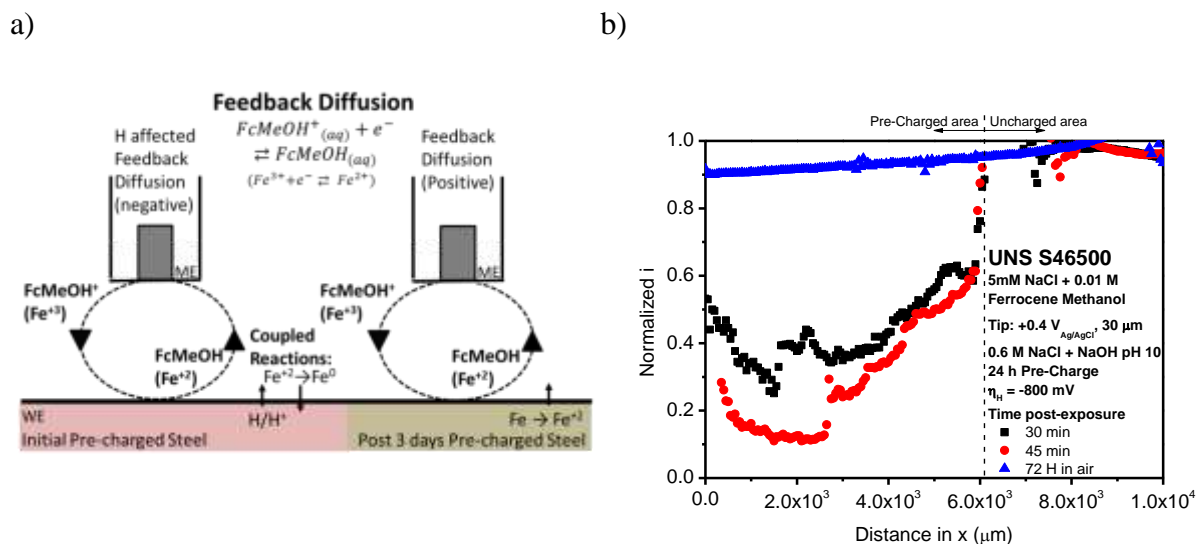 a)
Feedback Diffusion
H affected
Feedback
Diffusion
(negative)
FcMeOH⁺(aq) + e⁻
⇄ FcMeOH(aq)
(Fe³⁺+e⁻ ⇄ Fe²⁺)
Feedback
Diffusion
(Positive)
ME
ME
FcMeOH⁺
(Fe⁺³)
FcMeOH
(Fe⁺²)
Coupled
Reactions:
Fe⁺²→Fe⁰
FcMeOH⁺
(Fe⁺³)
FcMeOH
(Fe⁺²)
WE
H/H⁺
Fe → Fe⁺²
Initial Pre-charged Steel
Post 3 days Pre-charged Steel
b)
Pre-Charged area
Uncharged area
Normalized i
1.0
0.8
0.6
0.4
0.2
0.0
UNS S46500
5mM NaCl + 0.01 M
Ferrocene Methanol
Tip: +0.4 V Ag/AgCl, 30 μm
0.6 M NaCl + NaOH pH 10
24 h Pre-Charge
ηH = -800 mV
Time post-exposure
30 min
45 min
72 H in air
0.0 2.0x10³ 4.0x10³ 6.0x10³ 8.0x10³ 1.0x10⁴
Distance in x (μm)